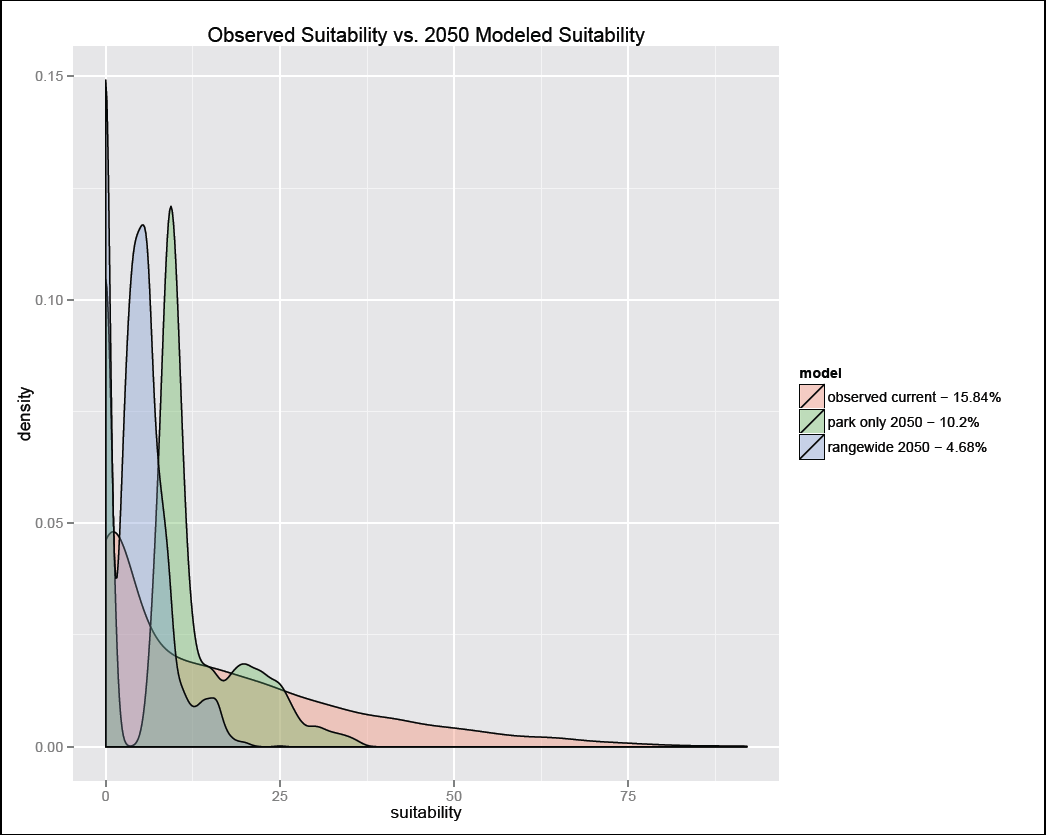 Observed Suitability vs. 2050 Modeled Suitability
0.15
0.10
0.05
0.00
density
0
25
50
75
suitability
model
observed current − 15.84%
park only 2050 − 10.2%
rangewide 2050 − 4.68%